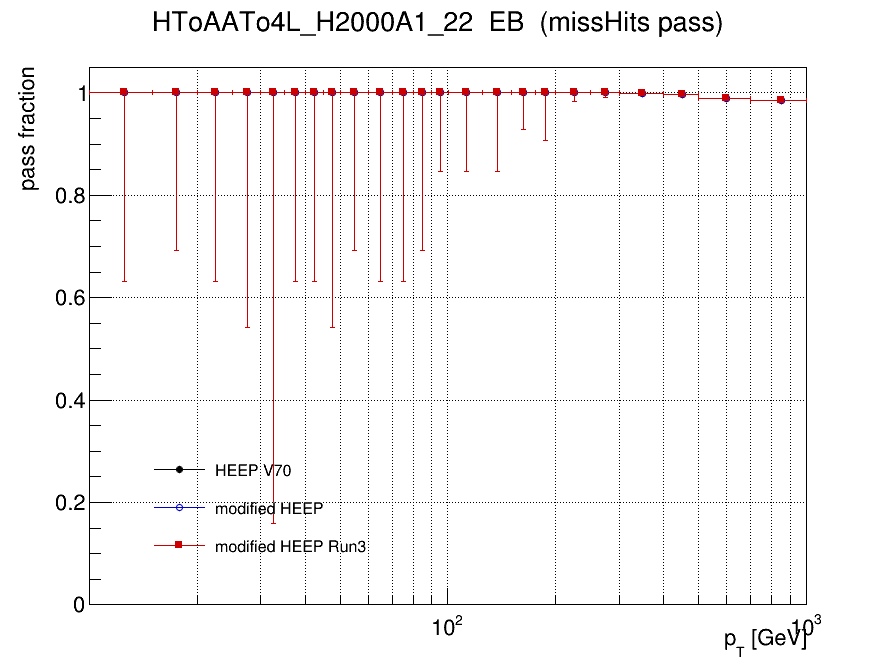 HToAATo4L_H2000A1_22 EB (missHits pass)
pass fraction
1
0.8
0.6
0.4
0.2
0
HEEP V70
modified HEEP
modified HEEP Run3
10²
10³
p_T [GeV]